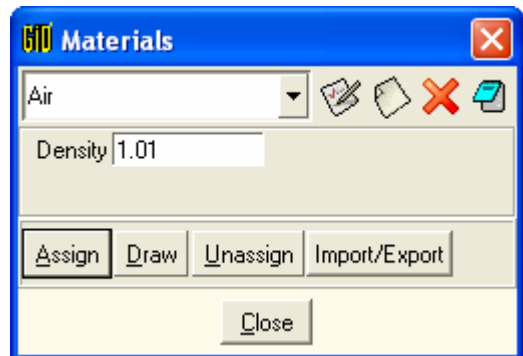 GiD Materials
Air
Density 1.01
Assign Draw Unassign Import/Export
Close